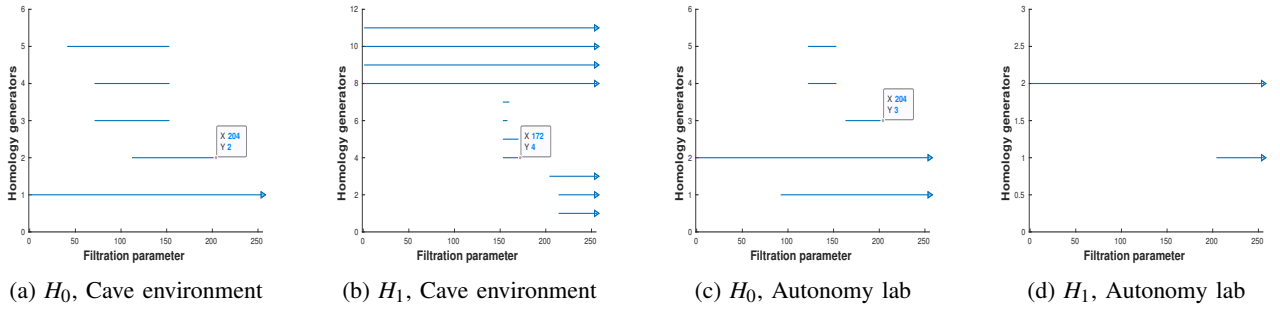 6
5
4
3
2
1
0
0 50 100 150 200 250
Homology generators
Filtration parameter
X 204
Y 2
(a) H0, Cave environment
12
10
8
6
4
2
0
0 50 100 150 200 250
Homology generators
Filtration parameter
X 172
Y 4
(b) H1, Cave environment
6
5
4
3
2
1
0
0 50 100 150 200 250
Homology generators
Filtration parameter
X 204
Y 3
(c) H0, Autonomy lab
3
2.5
2
1.5
1
0.5
0
0 50 100 150 200 250
Homology generators
Filtration parameter
(d) H1, Autonomy lab